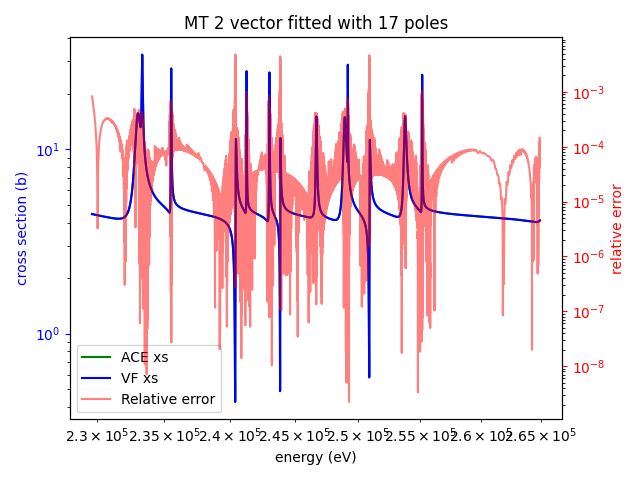 MT 2 vector fitted with 17 poles
cross section (b)
10¹
10⁰
10⁻³
10⁻⁴
10⁻⁵
10⁻⁶
10⁻⁷
10⁻⁸
relative error
ACE xs
VF xs
Relative error
2.3 × 10⁵ 2.35 × 10⁵ 2.4 × 10⁵ 2.45 × 10⁵ 2.5 × 10⁵ 2.55 × 10⁵ 2.6 × 10⁵ 2.65 × 10⁵
energy (eV)